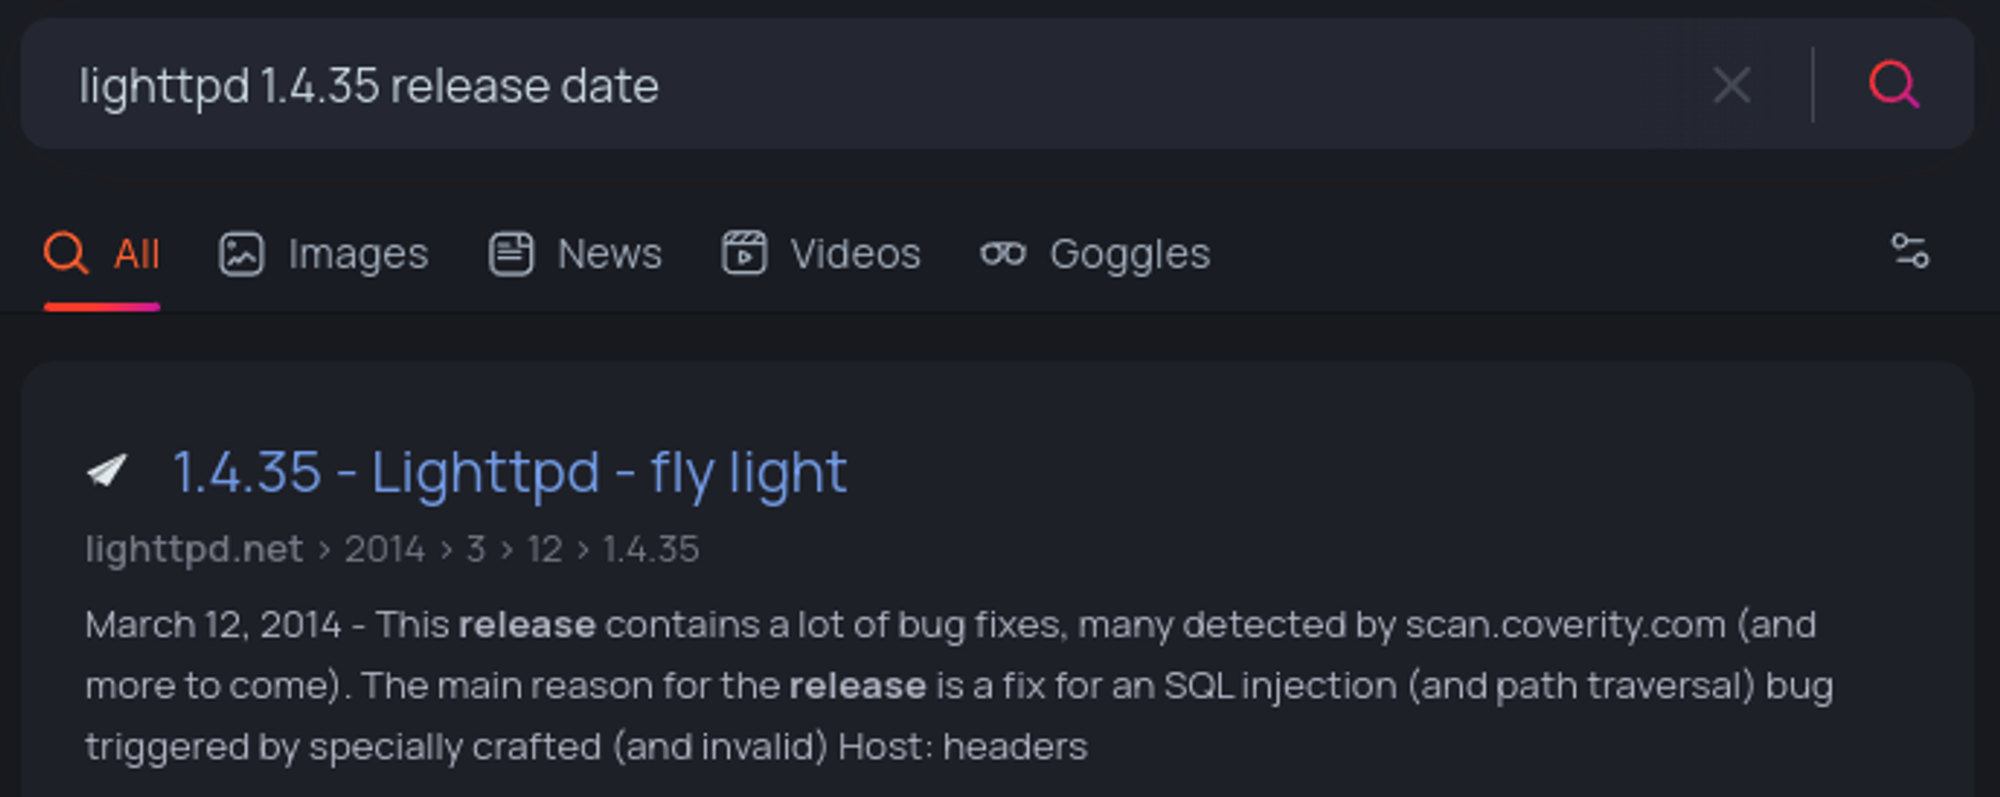 lighttpd 1.4.35 release date
All Images News Videos Goggles
1.4.35 - Lighttpd - fly light
lighttpd.net › 2014 › 3 › 12 › 1.4.35
March 12, 2014 - This release contains a lot of bug fixes, many detected by scan.coverity.com (and
more to come). The main reason for the release is a fix for an SQL injection (and path traversal) bug
triggered by specially crafted (and invalid) Host: headers